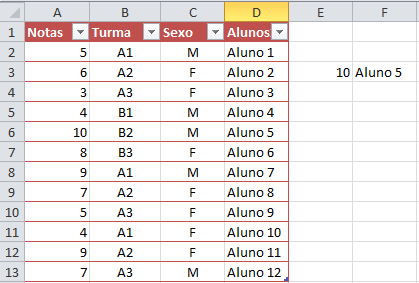 A B C D E F
1 Notas Turma Sexo Alunos
2 5 A1 M Aluno 1
3 6 A2 F Aluno 2 10 Aluno 5
4 3 A3 F Aluno 3
5 4 B1 M Aluno 4
6 10 B2 M Aluno 5
7 8 B3 F Aluno 6
8 9 A1 M Aluno 7
9 7 A2 F Aluno 8
10 5 A3 F Aluno 9
11 4 A1 F Aluno 10
12 9 A2 F Aluno 11
13 7 A3 M Aluno 12